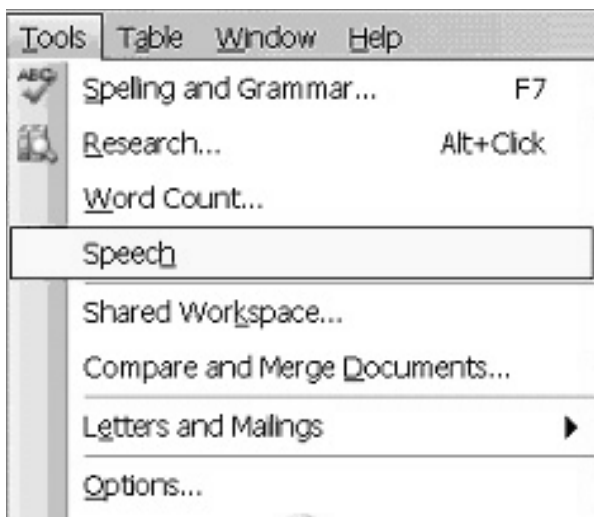 Tools Table Window Help
ABC
Speling and Grammar... F7
Research... Alt+Click
Word Count...
Speech
Shared Workspace...
Compare and Merge Documents...
Letters and Mailings
Options...